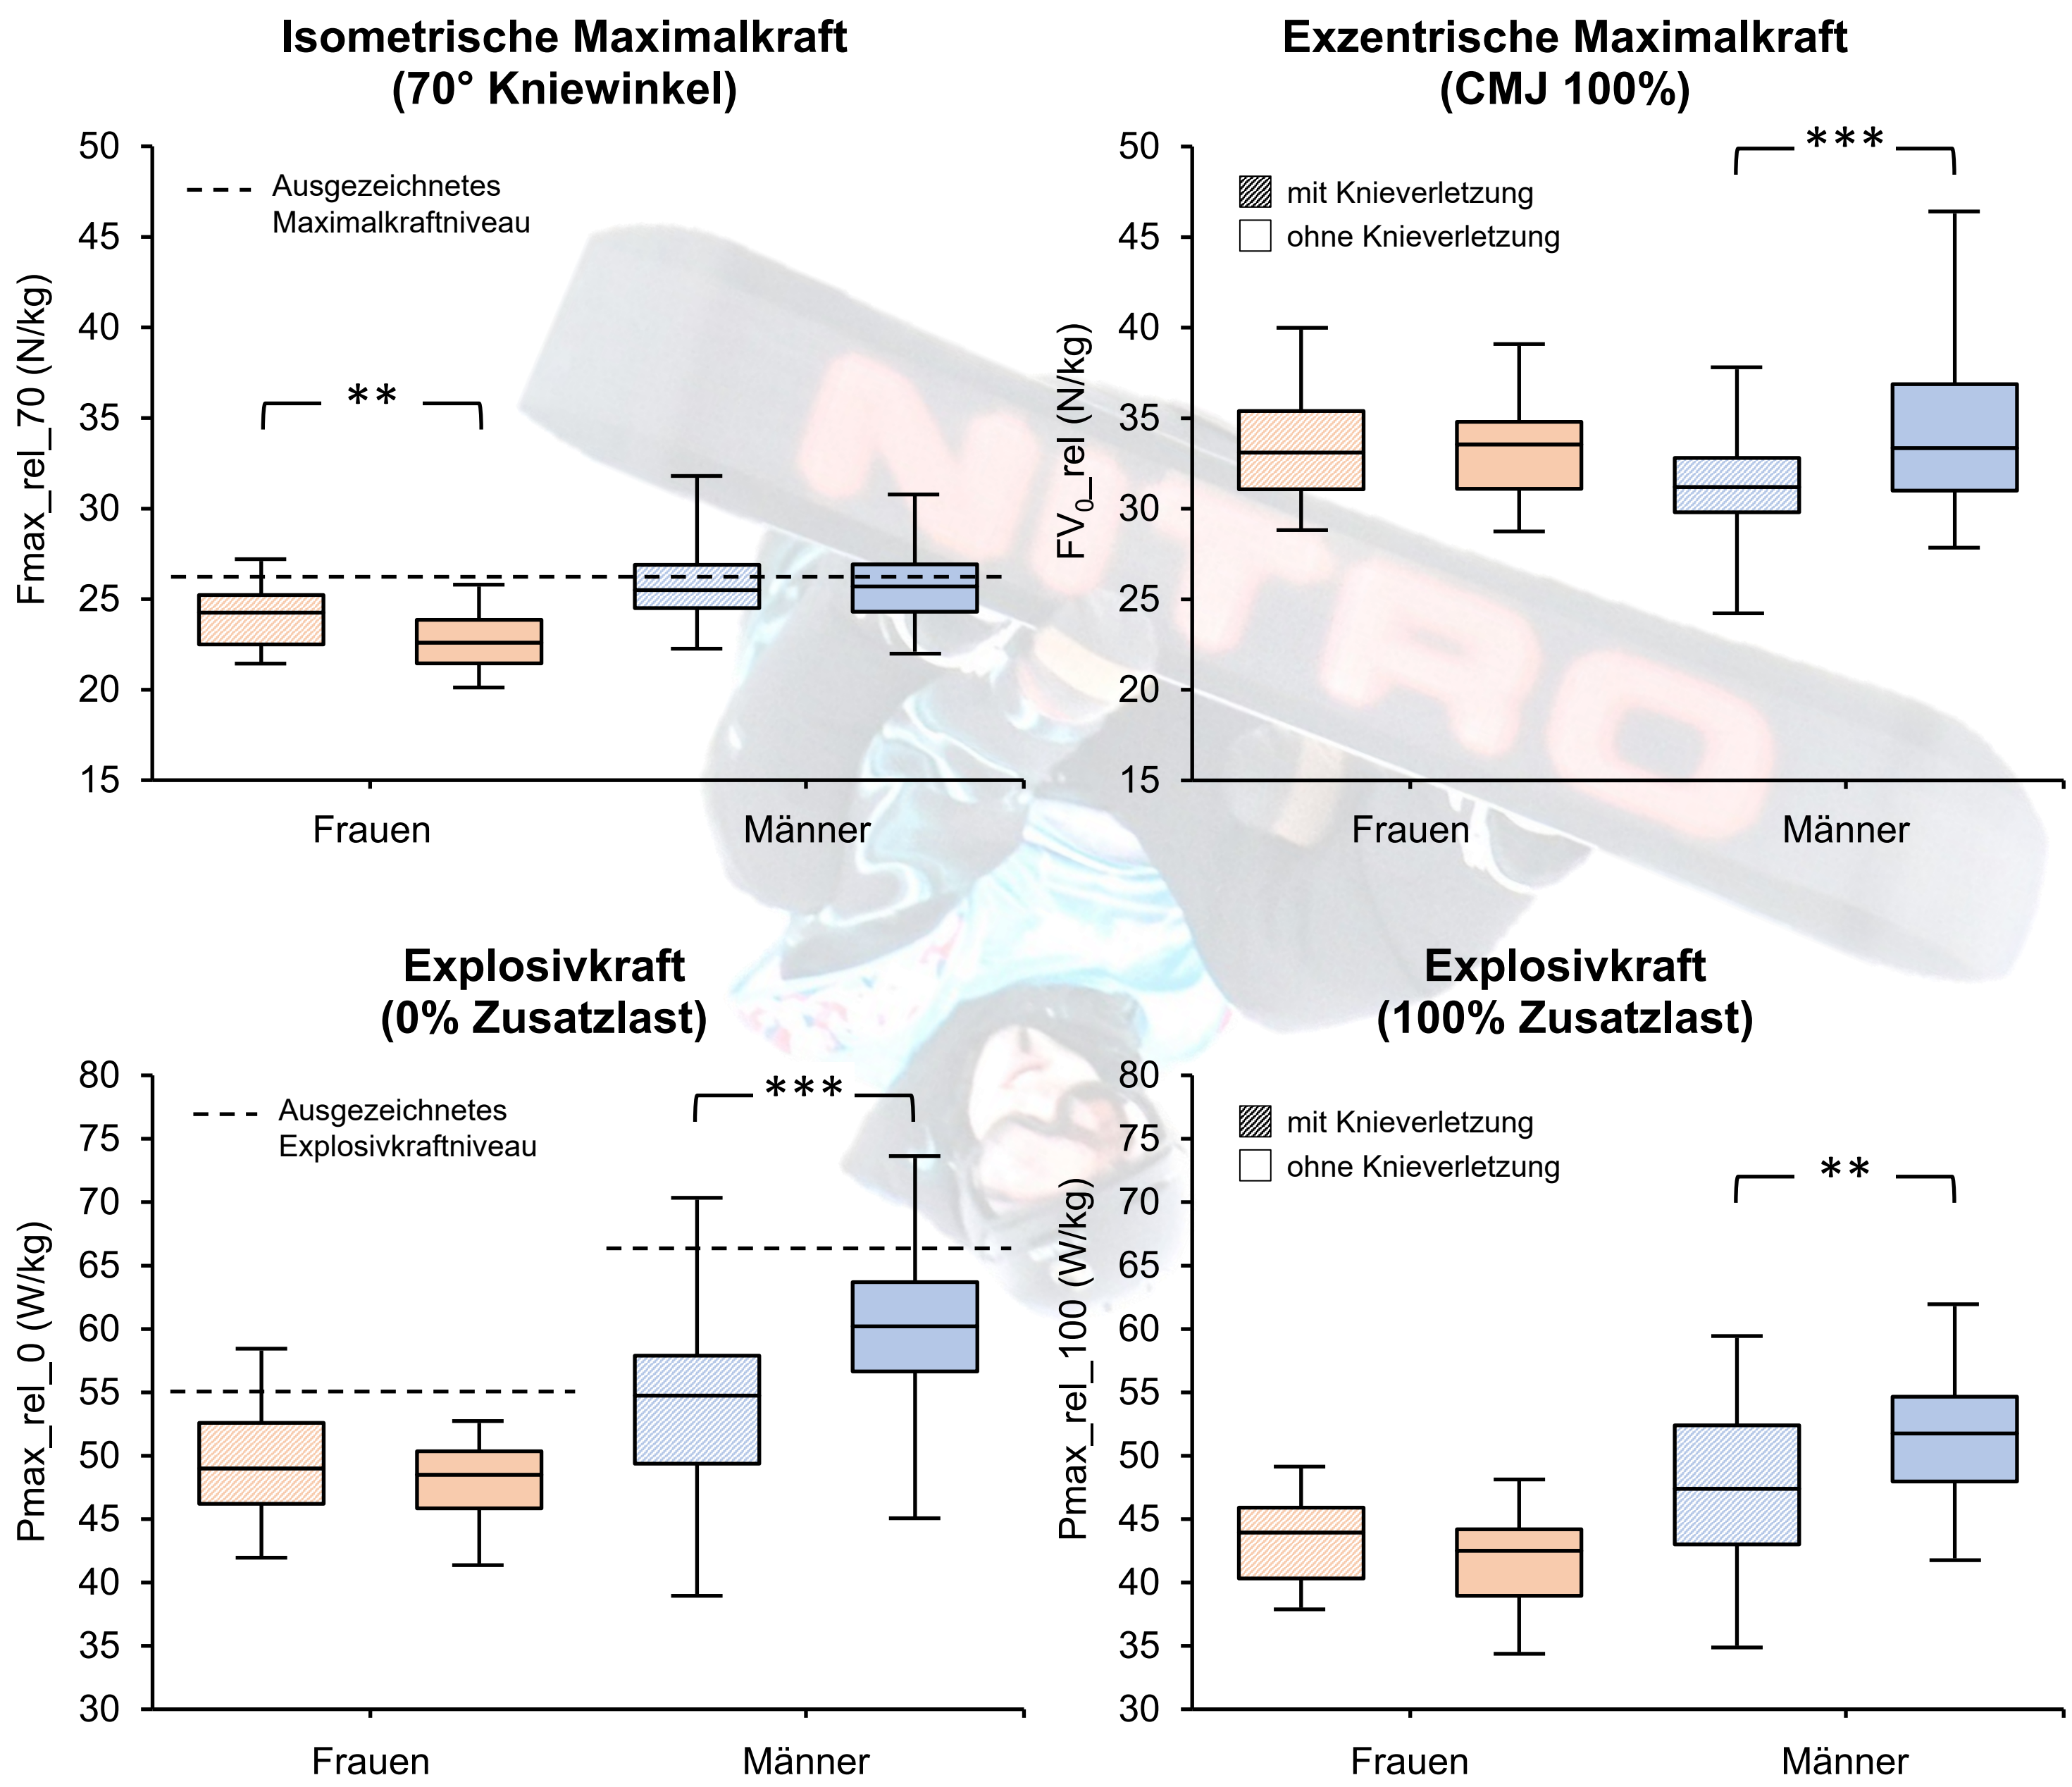 Isometrische Maximalkraft
(70° Kniewinkel)
50
45
40
35
30
25
20
15
Fmax_rel_70 (N/kg)
Ausgezeichnetes
Maximalkraftniveau
**
Frauen
Männer
Exzentrische Maximalkraft
(CMJ 100%)
50
45
40
35
30
25
20
15
FV0_rel (N/kg)
mit Knieverletzung
ohne Knieverletzung
***
Frauen
Männer
NITRO
Explosivkraft
(0% Zusatzlast)
80
75
70
65
60
55
50
45
40
35
30
Pmax_rel_0 (W/kg)
Ausgezeichnetes
Explosivkraftniveau
***
Frauen
Männer
Explosivkraft
(100% Zusatzlast)
80
75
70
65
60
55
50
45
40
35
30
Pmax_rel_100 (W/kg)
mit Knieverletzung
ohne Knieverletzung
**
Frauen
Männer